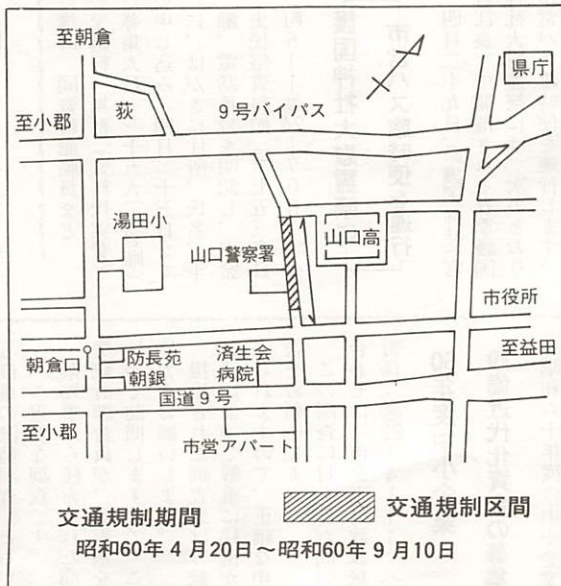 至朝倉
県庁
荻
9号バイパス
至小郡
湯田小
山口高
山口警察署
市役所
至益田
朝倉口
防長苑
朝銀
済生会
病院
国道9号
至小郡
市営アパート
交通規制期間
交通規制区間
昭和60年4月20日～昭和60年9月10日